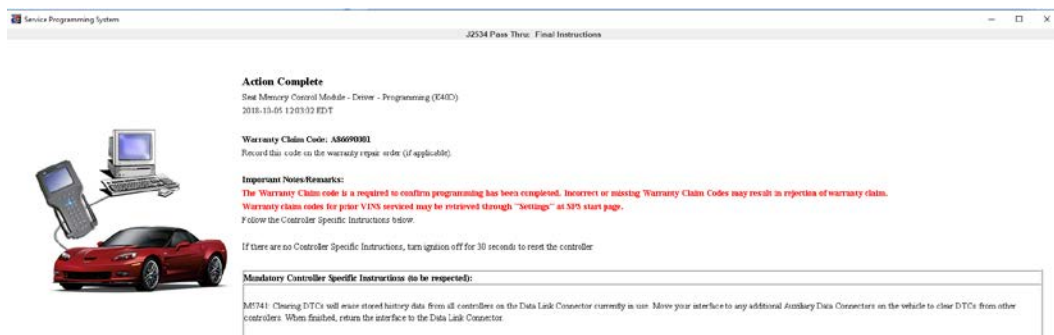 Service Programming System
J2534 Pass Thru: Final Instructions
Action Complete
Seat Memory Control Module - Driver - Programming (K40D)
2018-10-05 12:03:02 EDT
Warranty Claim Code: A86690301
Record this code on the warranty repair order (if applicable).
Important Notes/Remarks:
The Warranty Claim code is a required to confirm programming has been completed. Incorrect or missing Warranty Claim Codes may result in rejection of warranty claim.
Warranty claim codes for prior VINS serviced may be retrieved through "Settings" at SPS start page.
Follow the Controller Specific Instructions below.
If there are no Controller Specific Instructions, turn ignition off for 30 seconds to reset the controller
Mandatory Controller Specific Instructions (to be respected):
M5741: Clearing DTCs will erase stored history data from all controllers on the Data Link Connector currently in use. Move your interface to any additional Auxiliary Data Connectors on the vehicle to clear DTCs from other
controllers. When finished, return the interface to the Data Link Connector.